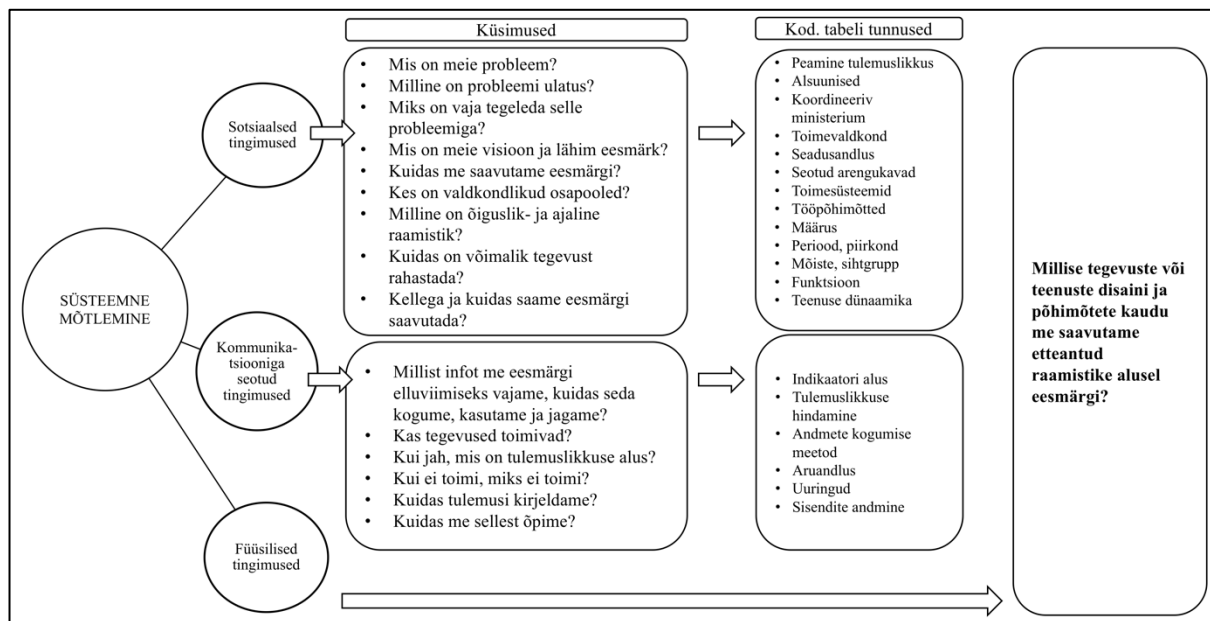 Küsimused
Kod. tabeli tunnused
SÜSTEEMNE
MÕTLEMINE
Sotsiaalsed
tingimused
• Mis on meie probleem?
• Milline on probleemi ulatus?
• Miks on vaja tegeleda selle
probleemiga?
• Mis on meie visioon ja lähim eesmärk?
• Kuidas me saavutame eesmärgi?
• Kes on valdkondlikud osapooled?
• Milline on õiguslik- ja ajaline
raamistik?
• Kuidas on võimalik tegevust
rahastada?
• Kellega ja kuidas saame eesmärgi
saavutada?
• Peamine tulemuslikkus
• Alsuunised
• Koordineeriv
ministerium
• Toimevaldkond
• Seadusandlus
• Seotud arengukavad
• Toimesüsteemid
• Tööpõhimõtted
• Määrus
• Periood, piirkond
• Mõiste, sihtgrupp
• Funktsioon
• Teenuse dünaamika
Kommunika-
tsiooniga
seotud
tingimused
• Millist infot me eesmärgi
elluviimiseks vajame, kuidas seda
kogume, kasutame ja jagame?
• Kas tegevused toimivad?
• Kui jah, mis on tulemuslikkuse alus?
• Kui ei toimi, miks ei toimi?
• Kuidas tulemusi kirjeldame?
• Kuidas me sellest õpime?
• Indikaatori alus
• Tulemuslikkuse
hindamine
• Andmete kogumise
meetod
• Aruandlus
• Uuringud
• Sisendite andmine
Füüsilised
tingimused
Millise tegevuste või
teenuste disaini ja
põhimõtete kaudu
me saavutame
etteantud
raamistike alusel
eesmärgi?